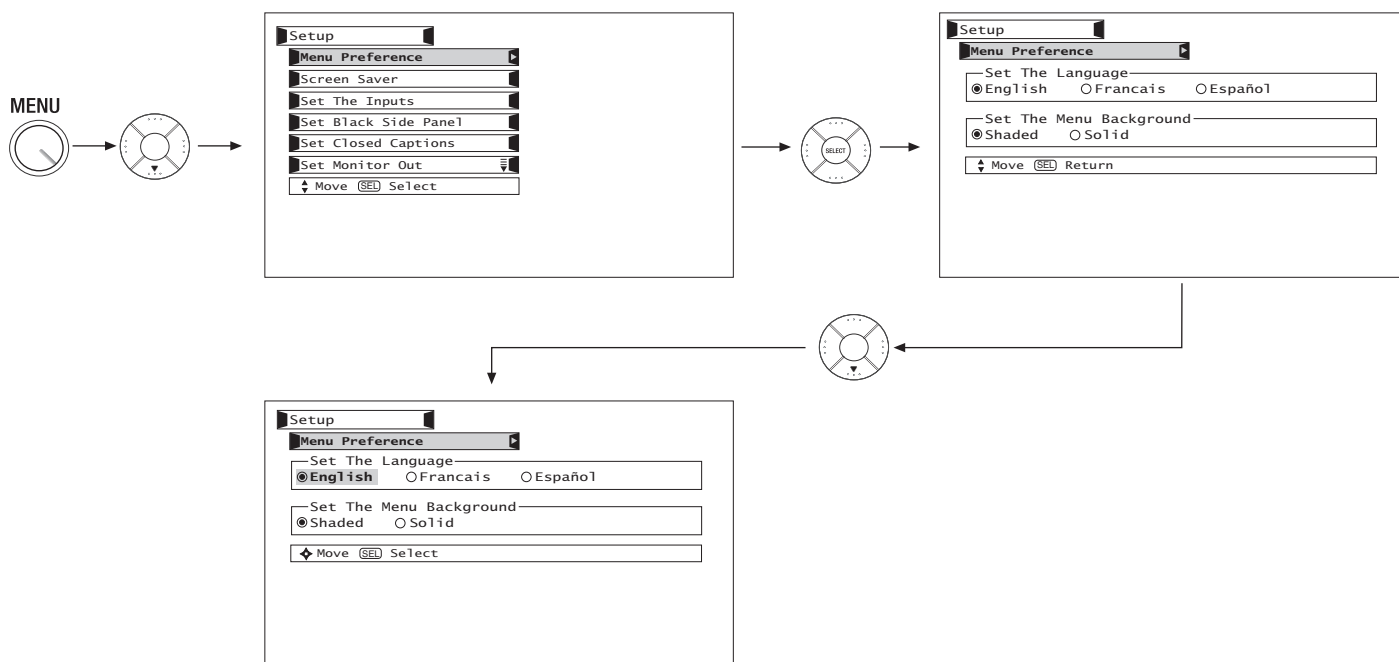 MENU
Setup
Menu Preference
Screen Saver
Set The Inputs
Set Black Side Panel
Set Closed Captions
Set Monitor Out
Move SEL Select
SELECT
Setup
Menu Preference
Set The Language
English Francais Español
Set The Menu Background
Shaded Solid
Move SEL Return
Setup
Menu Preference
Set The Language
English Francais Español
Set The Menu Background
Shaded Solid
Move SEL Select